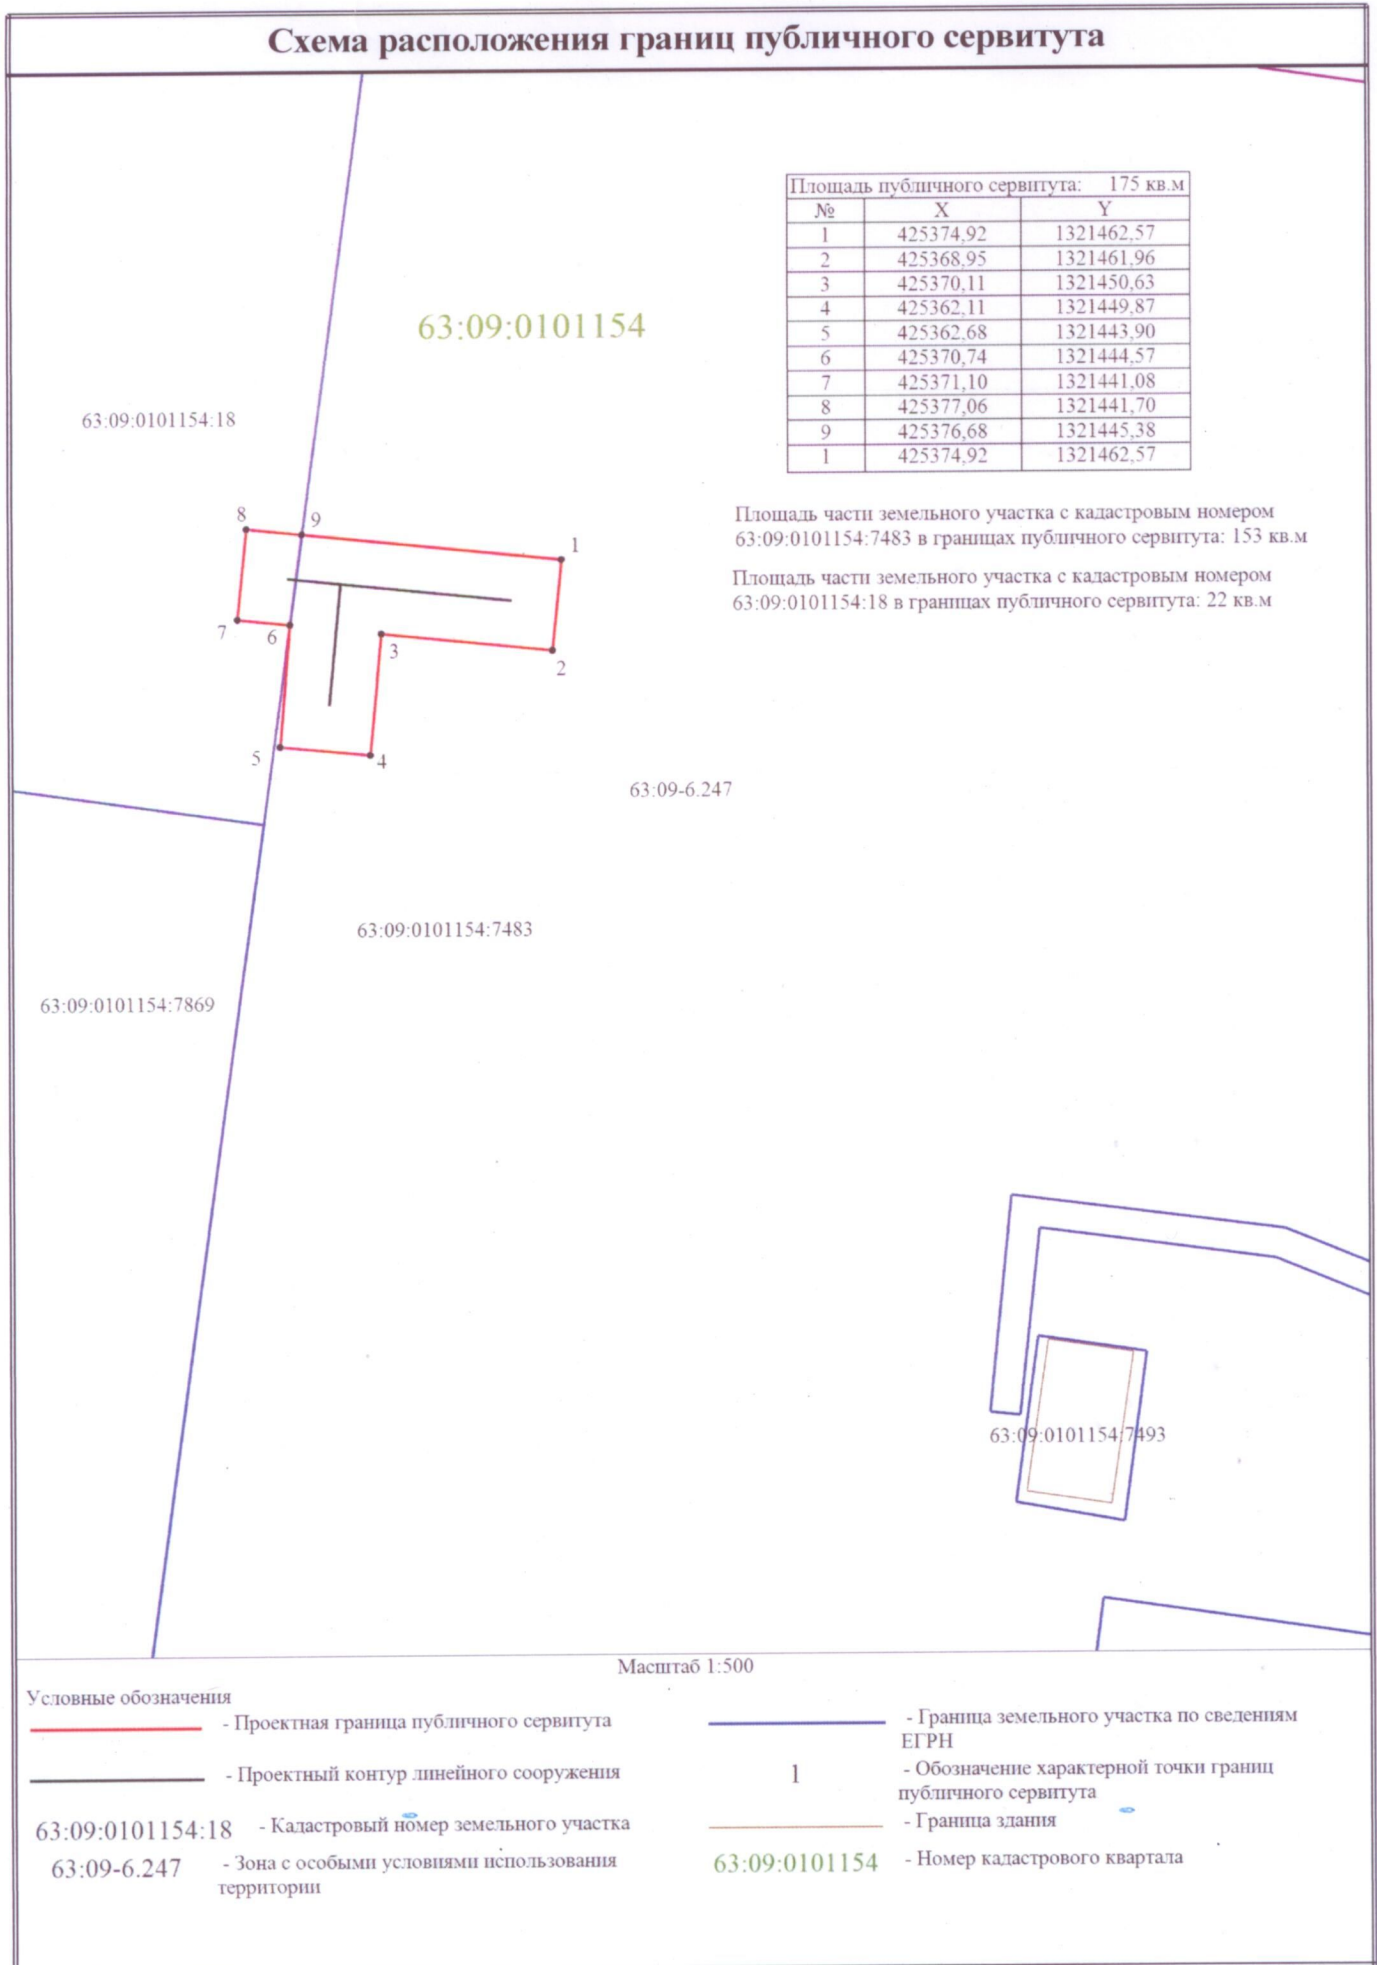 Схема расположения границ публичного сервитута
Площадь публичного сервитута: 175 кв.м
№ X Y
1 425374,92 1321462,57
2 425368,95 1321461,96
3 425370,11 1321450,63
4 425362,11 1321449,87
5 425362,68 1321443,90
6 425370,74 1321444,57
7 425371,10 1321441,08
8 425377,06 1321441,70
9 425376,68 1321445,38
1 425374,92 1321462,57
63:09:0101154
63:09:0101154:18
Площадь части земельного участка с кадастровым номером
63:09:0101154:7483 в границах публичного сервитута: 153 кв.м
Площадь части земельного участка с кадастровым номером
63:09:0101154:18 в границах публичного сервитута: 22 кв.м
8
9
1
7
6
3
2
5
4
63:09-6.247
63:09:0101154:7483
63:09:0101154:7869
63:09:0101154:7493
Масштаб 1:500
Условные обозначения
- Проектная граница публичного сервитута
- Проектный контур линейного сооружения
63:09:0101154:18 - Кадастровый номер земельного участка
63:09-6.247 - Зона с особыми условиями использования
территории
- Граница земельного участка по сведениям
ЕГРН
1 - Обозначение характерной точки границ
публичного сервитута
- Граница здания
63:09:0101154 - Номер кадастрового квартала